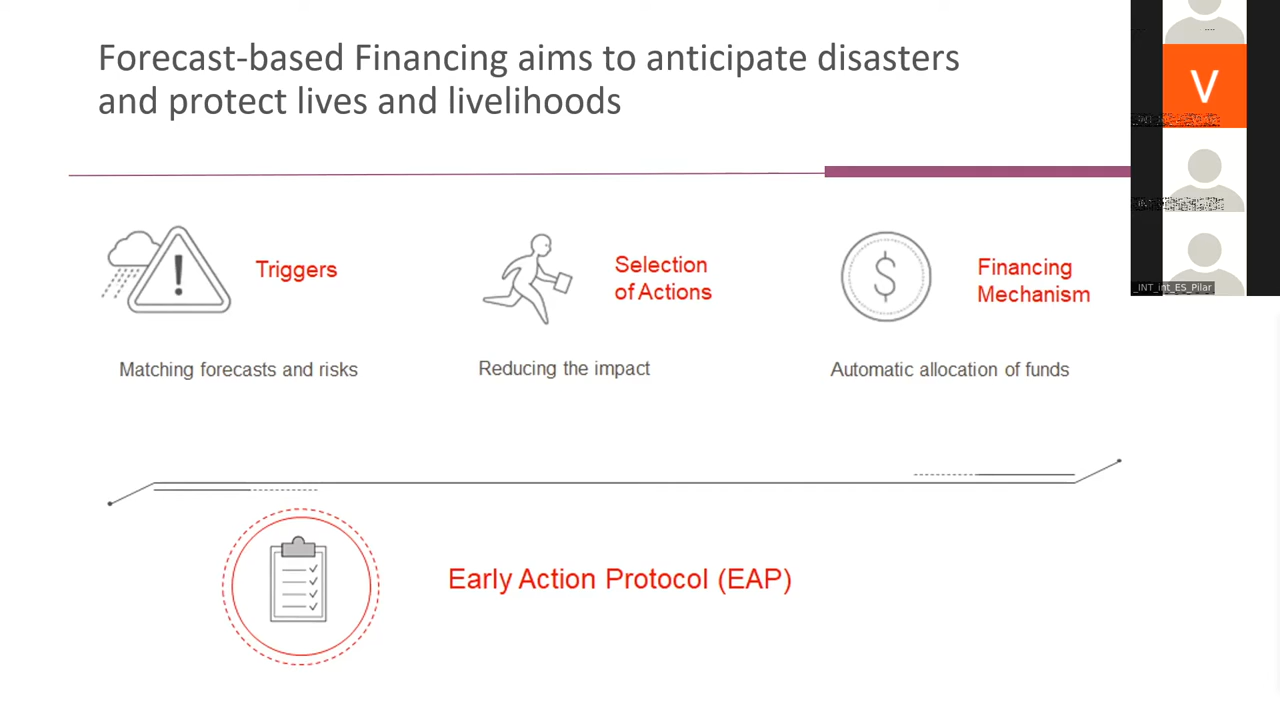 Forecast-based Financing aims to anticipate disasters
and protect lives and livelihoods
V
_INT_int_ES_Pilar
Triggers
Matching forecasts and risks
Selection
of Actions
Reducing the impact
Financing
Mechanism
Automatic allocation of funds
Early Action Protocol (EAP)